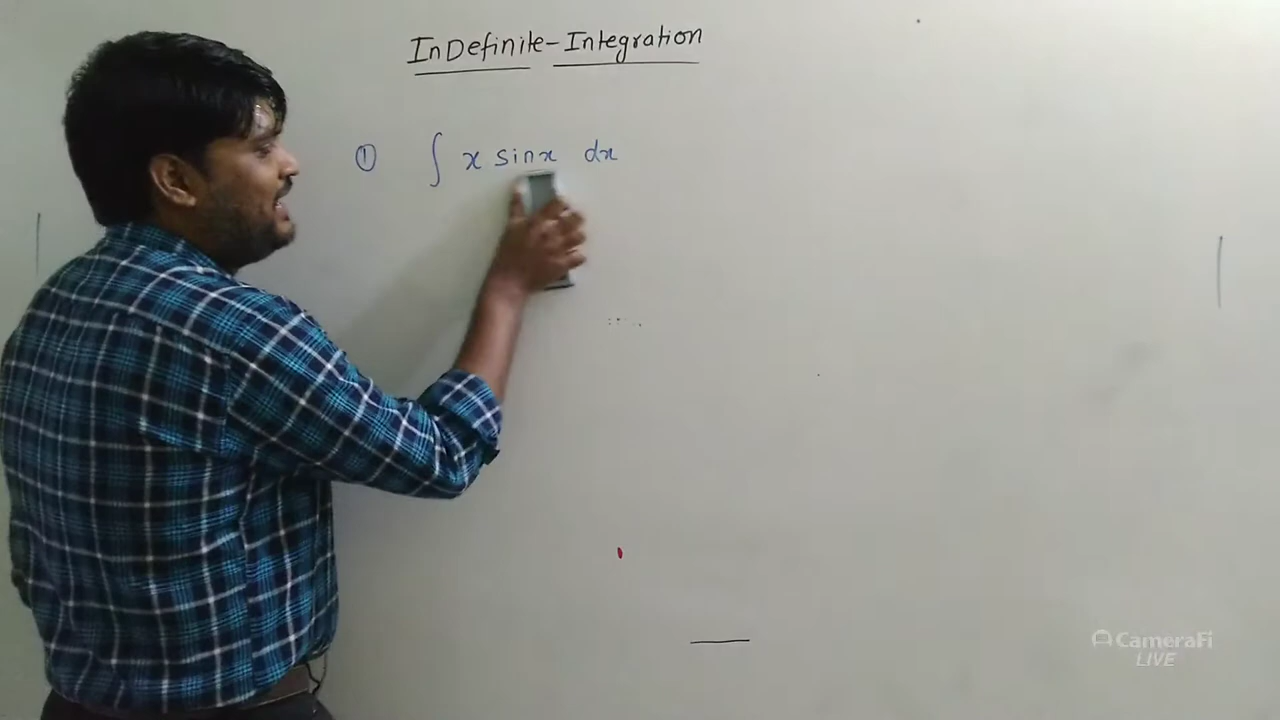 InDefinite-Integration
① ∫ x sinx dx
CameraFi
LIVE